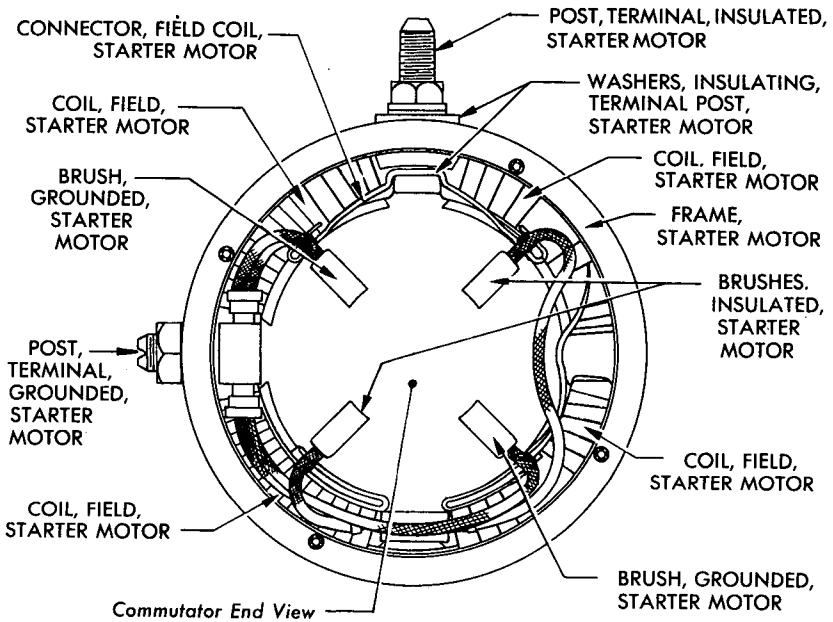 CONNECTOR, FIELD COIL,
STARTER MOTOR
POST, TERMINAL, INSULATED,
STARTER MOTOR
WASHERS, INSULATING,
TERMINAL POST,
STARTER MOTOR
COIL, FIELD,
STARTER MOTOR
COIL. FIELD,
STARTER MOTOR
BRUSH,
GROUNDED,
STARTER
MOTOR
FRAME,
STARTER MOTOR
BRUSHES.
INSULATED,
STARTER
MOTOR
POST,
TERMINAL,
GROUNDED,
STARTER
MOTOR
COIL, FIELD,
STARTER MOTOR
COIL, FIELD,
STARTER MOTOR
BRUSH, GROUNDED,
STARTER MOTOR
Commutator End View